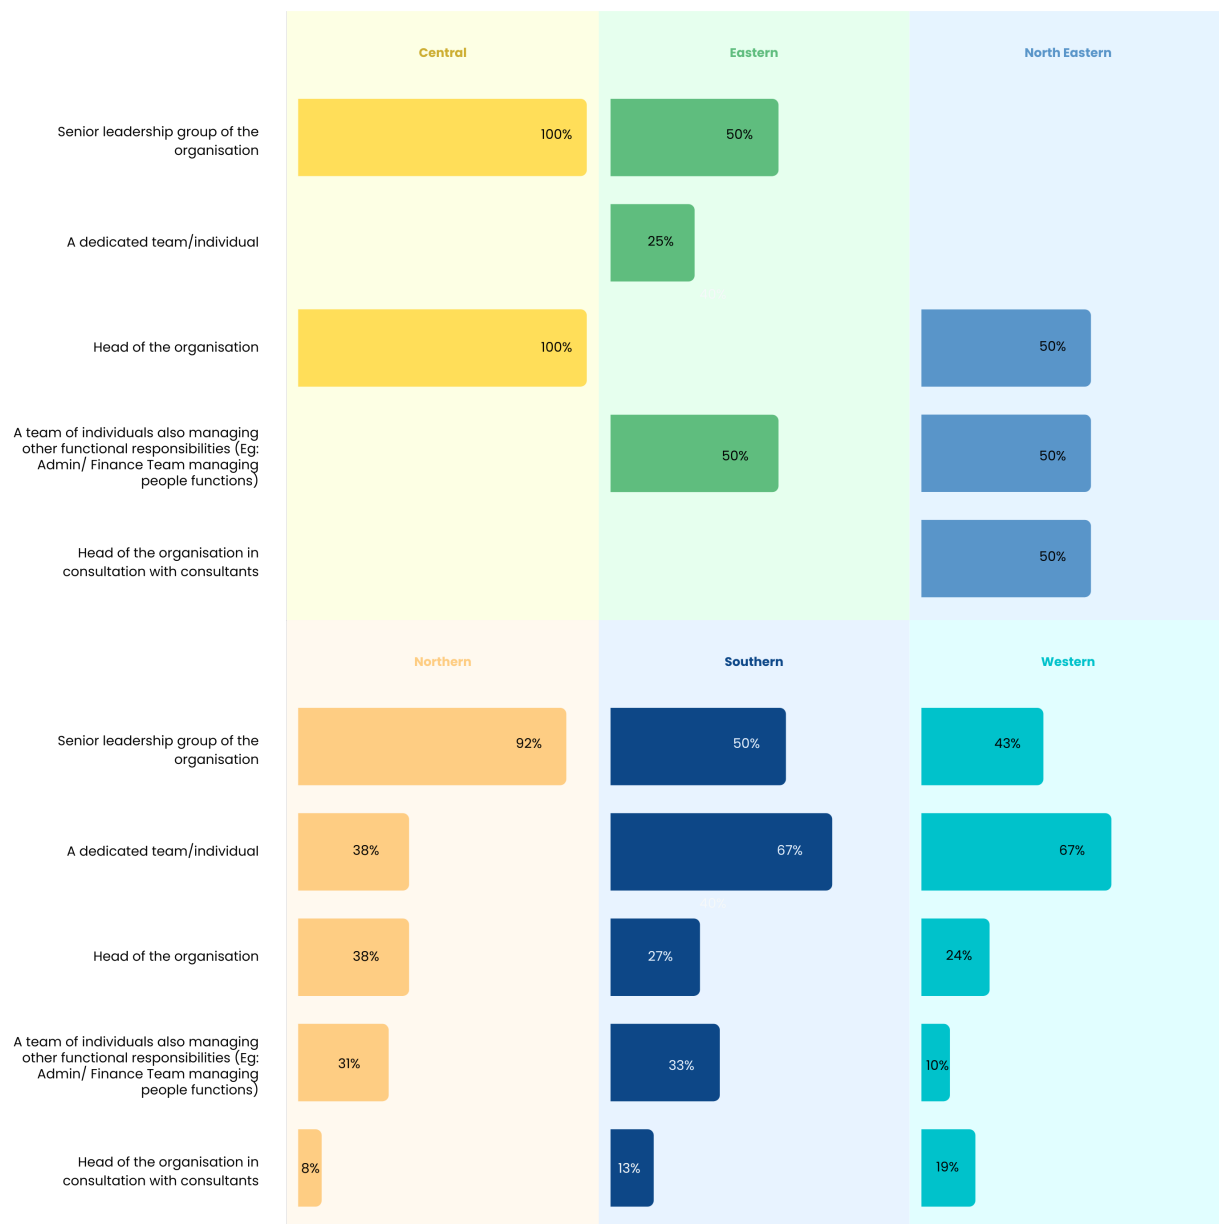 Central
Eastern
North Eastern
Senior leadership group of the
organisation
100%
50%
A dedicated team/individual
25%
Head of the organisation
100%
50%
A team of individuals also managing
other functional responsibilities (Eg:
Admin/ Finance Team managing
people functions)
50%
50%
Head of the organisation in
consultation with consultants
50%
Northern
Southern
Western
Senior leadership group of the
organisation
92%
50%
43%
A dedicated team/individual
38%
67%
67%
Head of the organisation
38%
27%
24%
A team of individuals also managing
other functional responsibilities (Eg:
Admin/ Finance Team managing
people functions)
31%
33%
10%
Head of the organisation in
consultation with consultants
8%
13%
19%